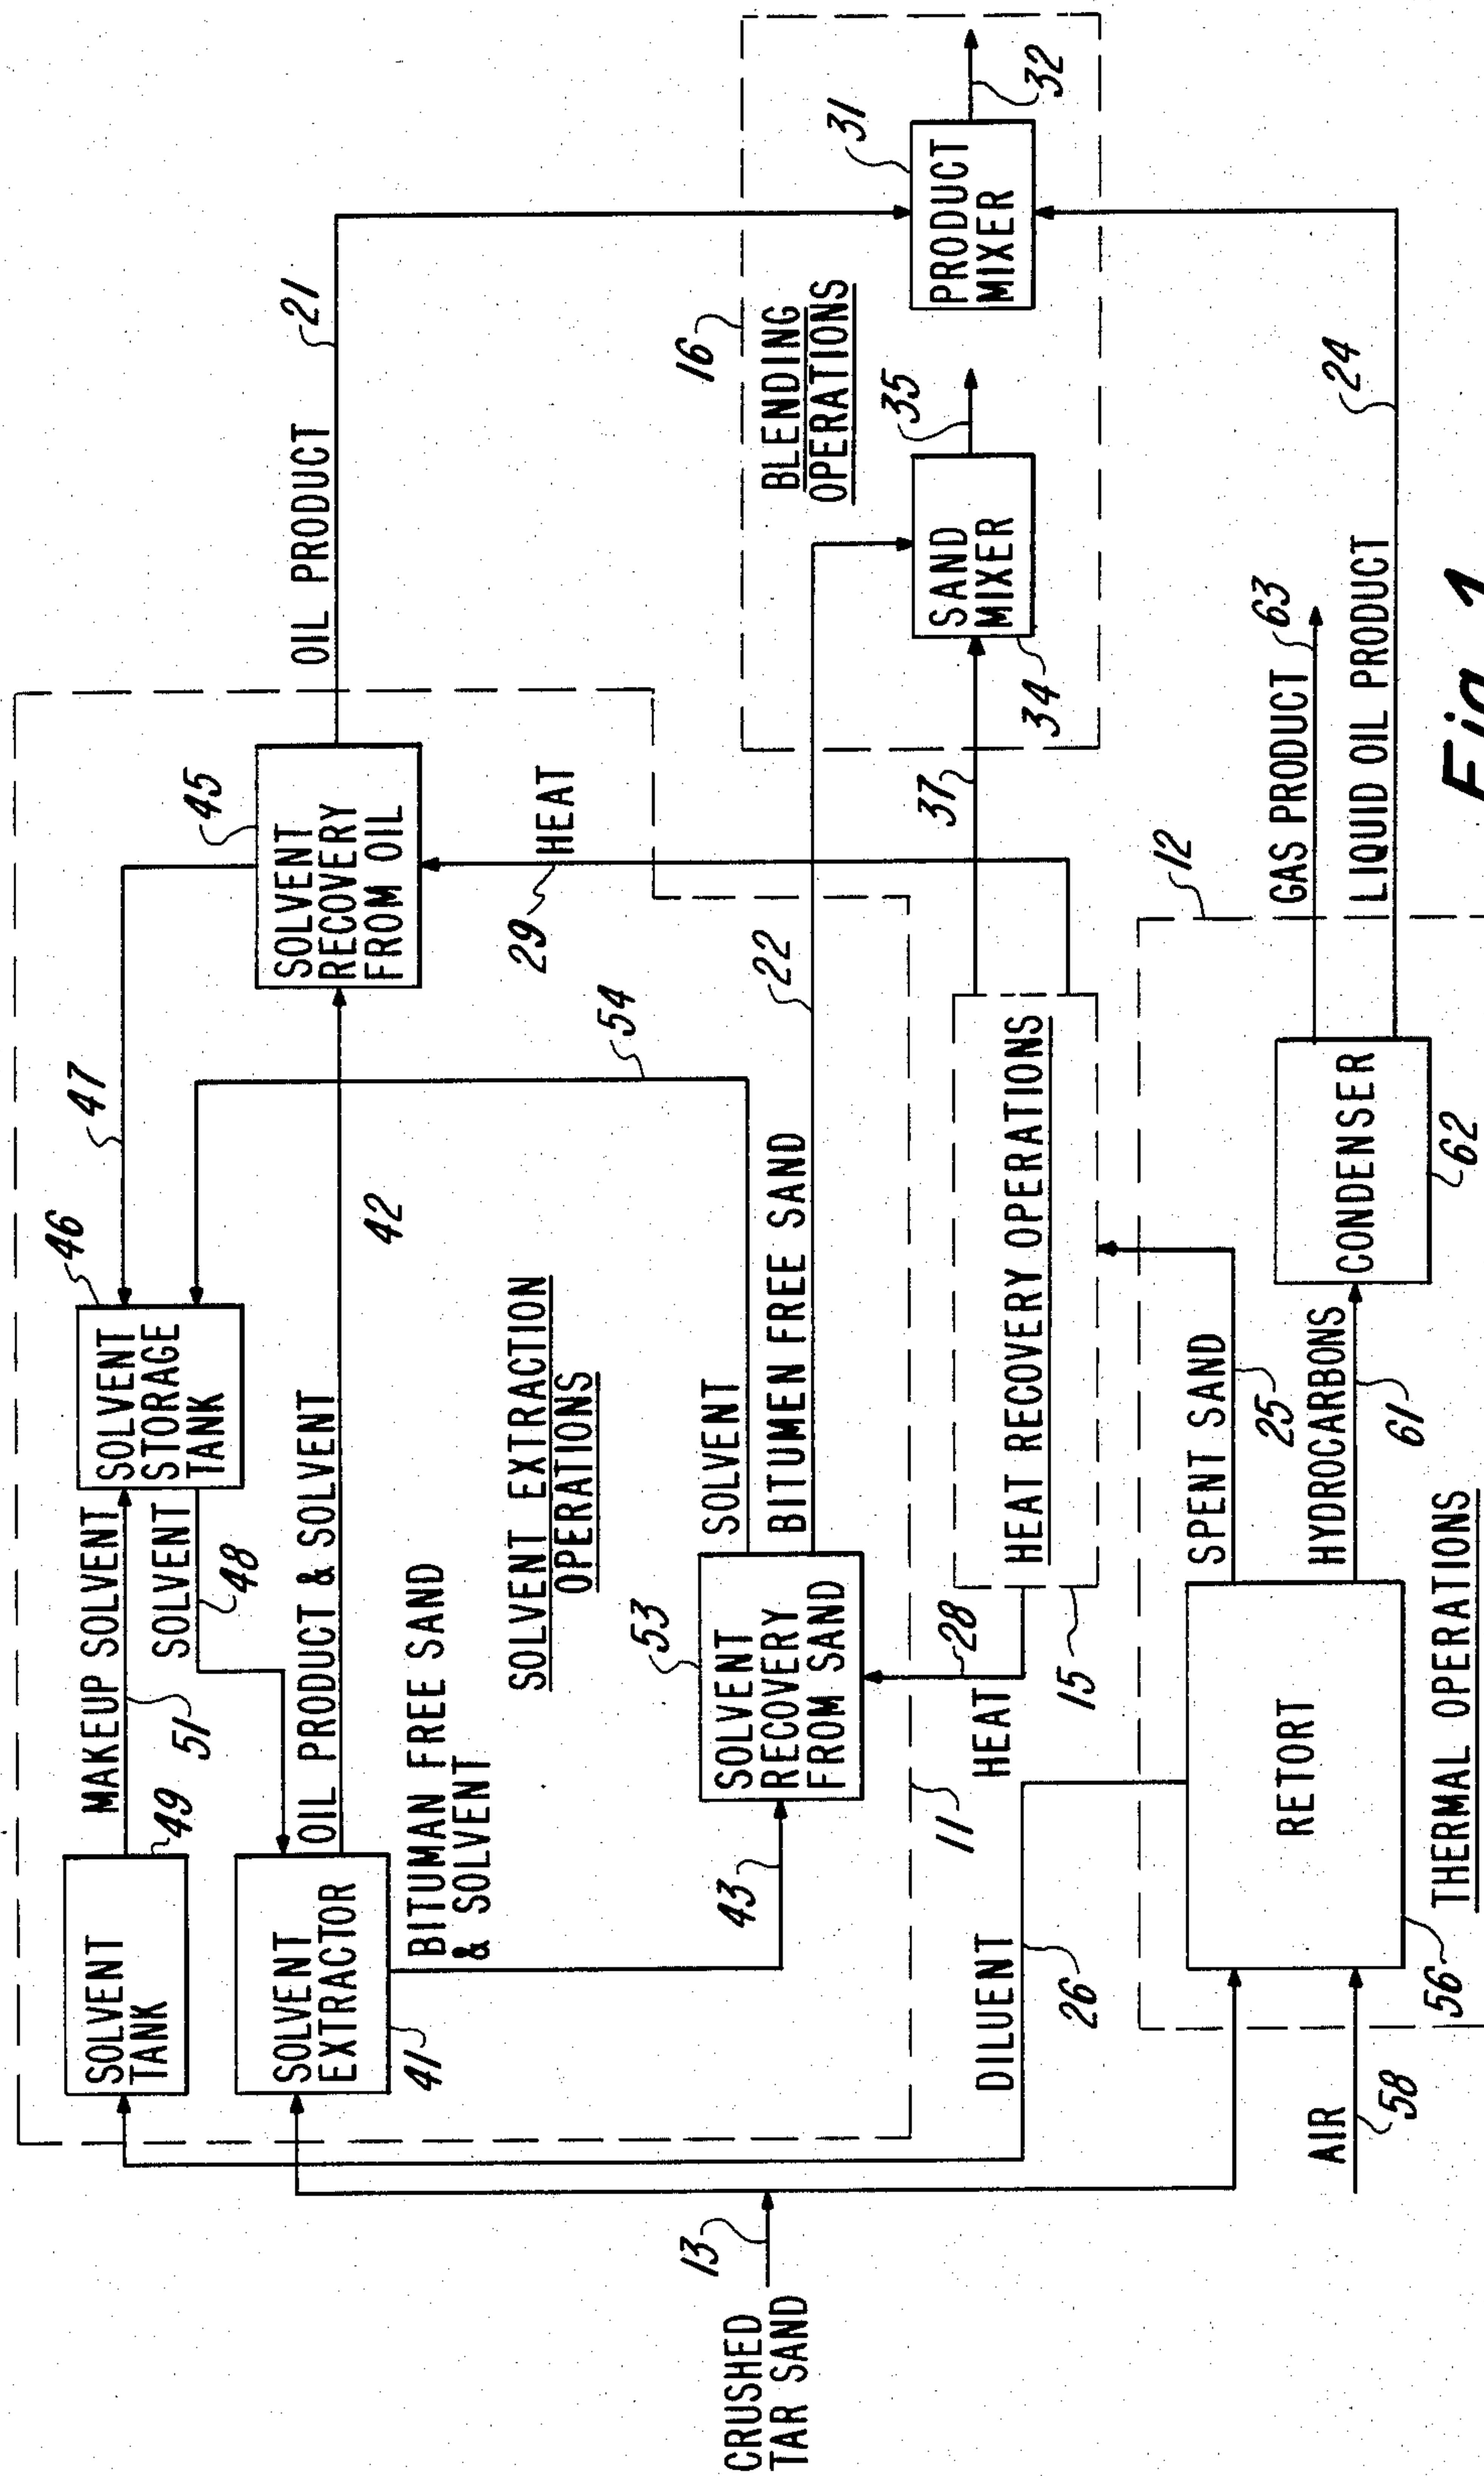 CRUSHED
TAR SAND
13
SOLVENT
TANK
49
MAKEUP SOLVENT
51
SOLVENT
STORAGE
TANK
46
47
SOLVENT
48
SOLVENT
EXTRACTOR
41
OIL PRODUCT & SOLVENT
42
SOLVENT
RECOVERY
FROM OIL
45
OIL PRODUCT
21
BITUMAN FREE SAND
& SOLVENT
43
SOLVENT EXTRACTION
OPERATIONS
HEAT
29
54
SOLVENT
RECOVERY
FROM SAND
53
SOLVENT
BITUMEN FREE SAND
22
11
HEAT
28
HEAT RECOVERY OPERATIONS
15
37
16
BLENDING
OPERATIONS
SAND
MIXER
34
35
PRODUCT
MIXER
31
32
DILUENT
26
AIR
58
RETORT
56
SPENT SAND
25
HYDROCARBONS
61
CONDENSER
62
12
GAS PRODUCT
63
LIQUID OIL PRODUCT
24
THERMAL OPERATIONS
Fig. 1